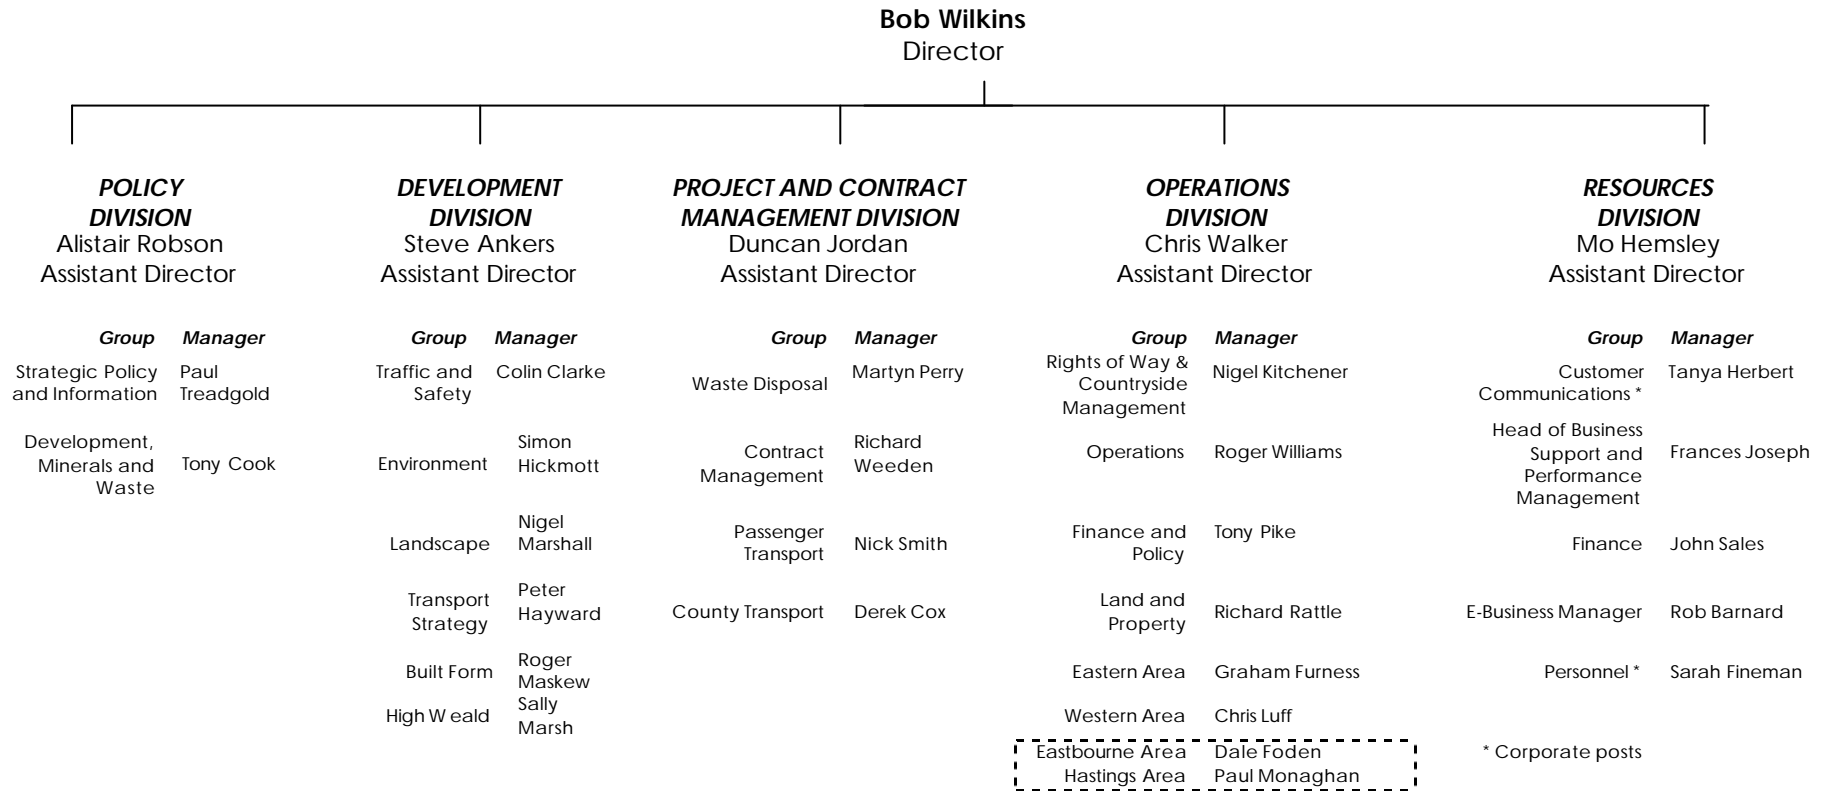 Bob Wilkins
Director
POLICY
DIVISION
Alistair Robson
Assistant Director
Group Manager
Strategic Policy
and Information
Paul
Treadgold
Development,
Minerals and
Waste
Tony Cook
DEVELOPMENT
DIVISION
Steve Ankers
Assistant Director
Group Manager
Traffic and
Safety
Colin Clarke
Environment
Simon
Hickmott
Landscape
Nigel
Marshall
Transport
Strategy
Peter
Hayward
Built Form
Roger
Maskew
High Weald
Sally
Marsh
PROJECT AND CONTRACT
MANAGEMENT DIVISION
Duncan Jordan
Assistant Director
Group Manager
Waste Disposal
Martyn Perry
Contract
Management
Richard
Weeden
Passenger
Transport
Nick Smith
County Transport
Derek Cox
OPERATIONS
DIVISION
Chris Walker
Assistant Director
Group Manager
Rights of Way &
Countryside
Management
Nigel Kitchener
Operations
Roger Williams
Finance and
Policy
Tony Pike
Land and
Property
Richard Rattle
Eastern Area
Graham Furness
Western Area
Chris Luff
Eastbourne Area
Dale Foden
Hastings Area
Paul Monaghan
RESOURCES
DIVISION
Mo Hemsley
Assistant Director
Group Manager
Customer
Communications *
Tanya Herbert
Head of Business
Support and
Performance
Management
Frances Joseph
Finance
John Sales
E-Business Manager
Rob Barnard
Personnel *
Sarah Fineman
* Corporate posts